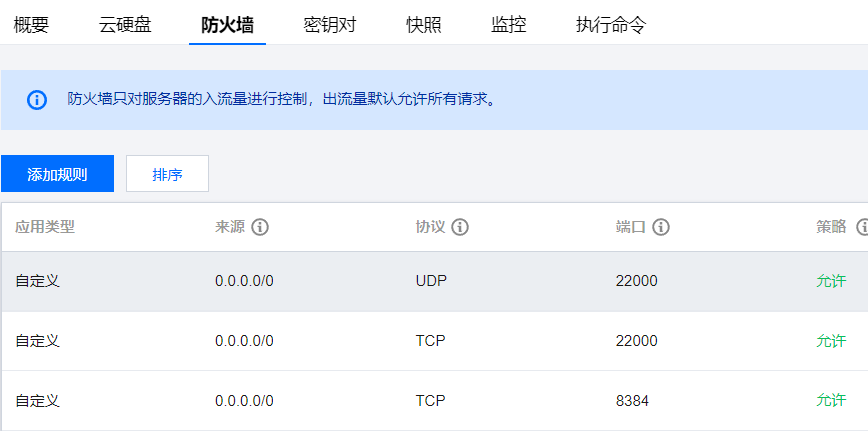 概要 云硬盘 防火墙 密钥对 快照 监控 执行命令
防火墙只对服务器的入流量进行控制，出流量默认允许所有请求。
添加规则 排序
应用类型 来源 协议 端口 策略
自定义 0.0.0.0/0 UDP 22000 允许
自定义 0.0.0.0/0 TCP 22000 允许
自定义 0.0.0.0/0 TCP 8384 允许